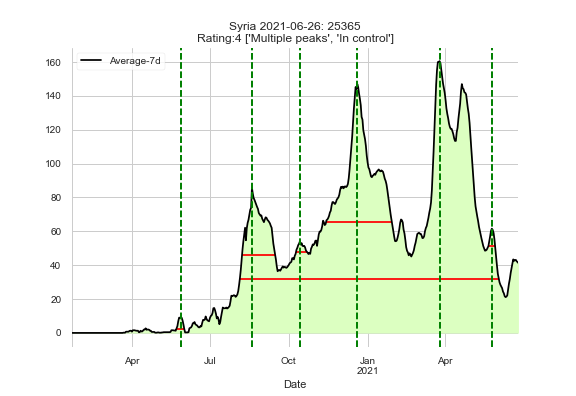 Syria 2021-06-26: 25365
Rating:4 ['Multiple peaks', 'In control']
Average-7d
160
140
120
100
80
60
40
20
0
Apr
Jul
Oct
Jan
2021
Apr
Date